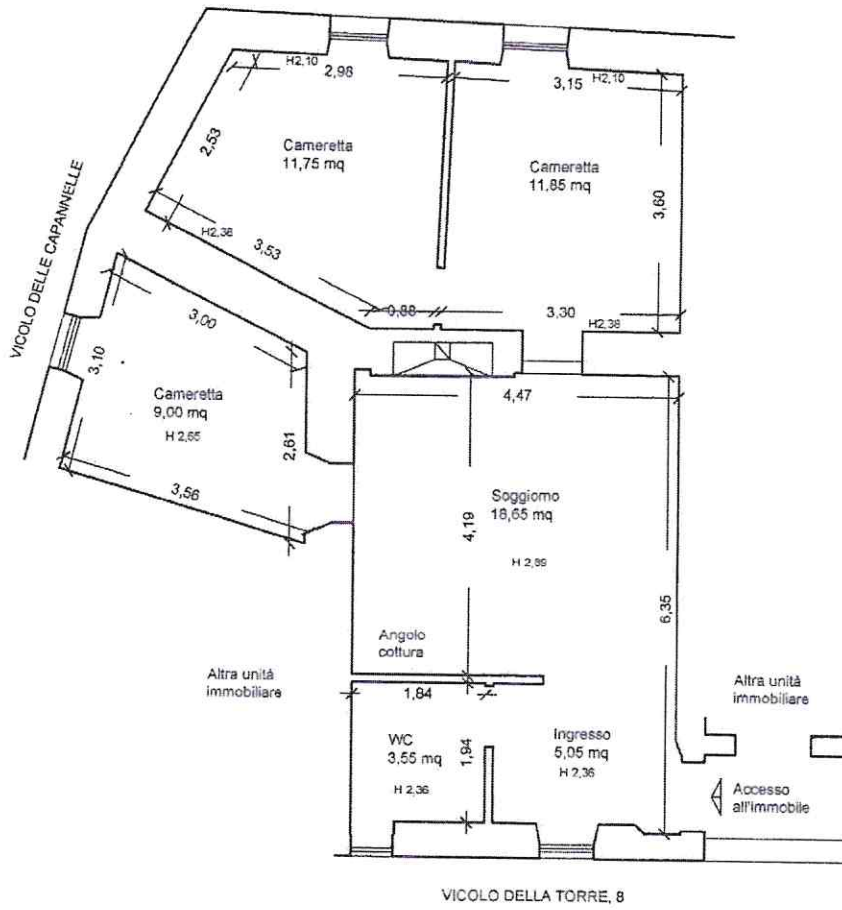 H2,10
2,98
3,15
H2,10
2,53
Cameretta
11,75 mq
Cameretta
11,85 mq
3,60
VICOLO DELLE CAPANNELLE
H2,38
3,53
0,88
3,30
H2,38
3,00
3,10
Cameretta
9,00 mq
H 2,65
2,61
3,56
4,47
Soggiorno
18,65 mq
4,19
H 2,89
6,35
Angolo
cottura
Altra unità
immobiliare
Altra unità
immobiliare
1,84
WC
3,55 mq
1,94
H 2,36
Ingresso
5,05 mq
H 2,36
Accesso
all'immobile
VICOLO DELLA TORRE, 8